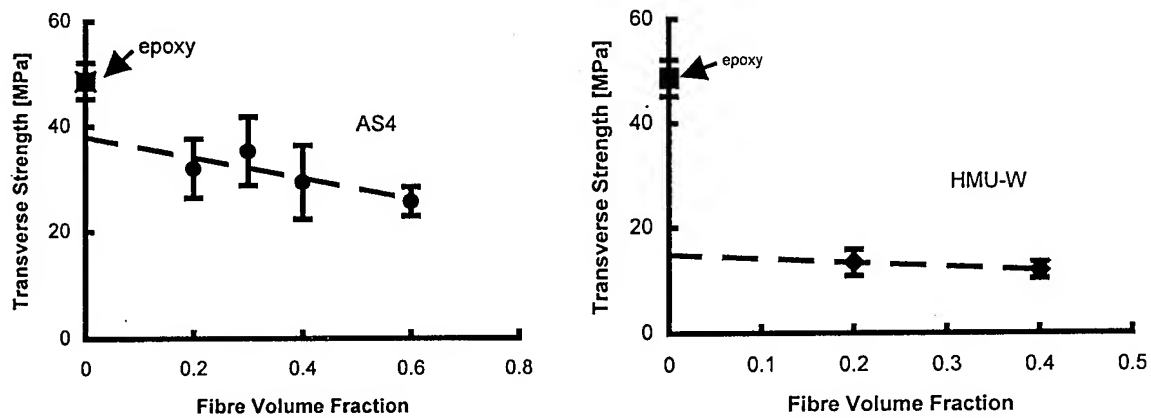 Transverse Strength [MPa]
60
40
20
0
epoxy
AS4
0 0.2 0.4 0.6 0.8
Fibre Volume Fraction
Transverse Strength [MPa]
60
40
20
0
epoxy
HMU-W
0 0.1 0.2 0.3 0.4 0.5
Fibre Volume Fraction